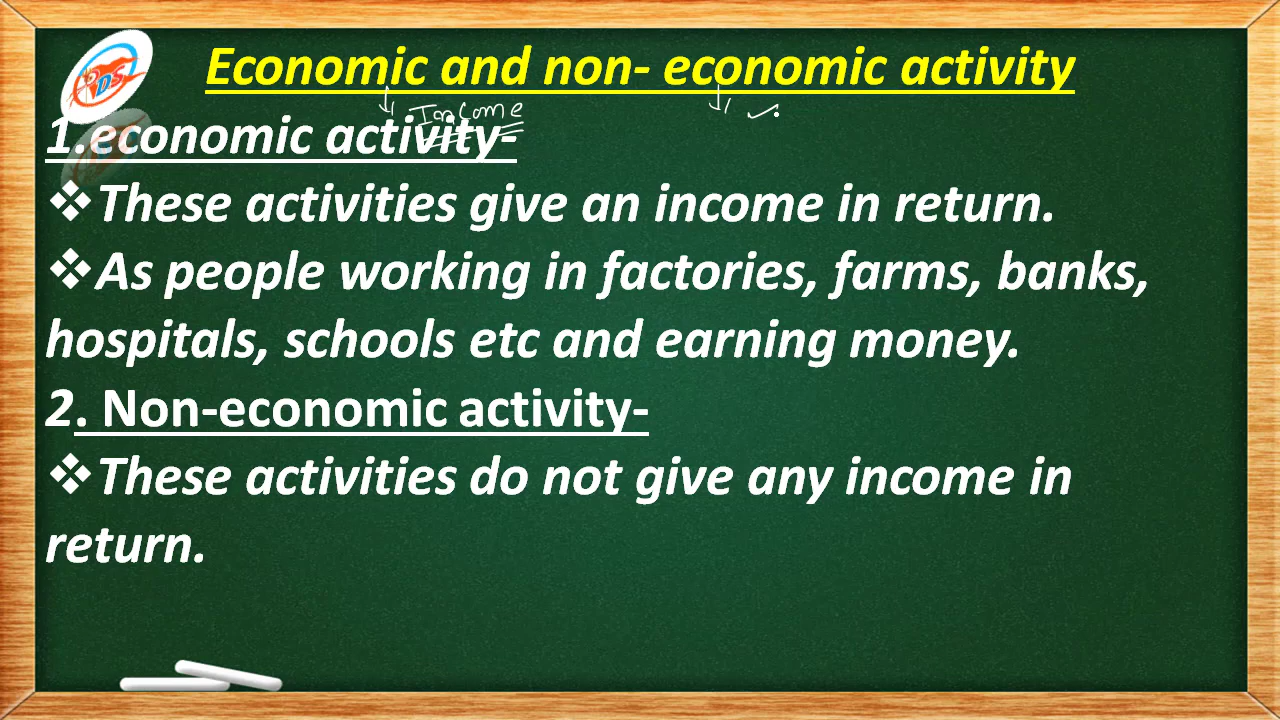 Economic and non- economic activity
Income
1.economic activity-
❖These activities give an income in return.
❖As people working in factories, farms, banks,
hospitals, schools etc and earning money.
2. Non-economic activity-
❖These activities do not give any income in
return.